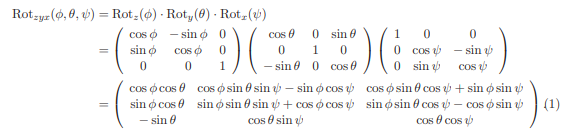 Rot_{zyx}(ϕ, θ, ψ) = Rot_z(ϕ) · Rot_y(θ) · Rot_x(ψ)
= ( cos ϕ − sin ϕ 0 ) ( cos θ 0 sin θ ) ( 1 0 0 )
( sin ϕ cos ϕ 0 ) ( 0 1 0 ) ( 0 cos ψ − sin ψ )
( 0 0 1 ) ( − sin θ 0 cos θ ) ( 0 sin ψ cos ψ )
= ( cos ϕ cos θ cos ϕ sin θ sin ψ − sin ϕ cos ψ cos ϕ sin θ cos ψ + sin ϕ sin ψ )
( sin ϕ cos θ sin ϕ sin θ sin ψ + cos ϕ cos ψ sin ϕ sin θ cos ψ − cos ϕ sin ψ ) (1)
( − sin θ cos θ sin ψ cos θ cos ψ )